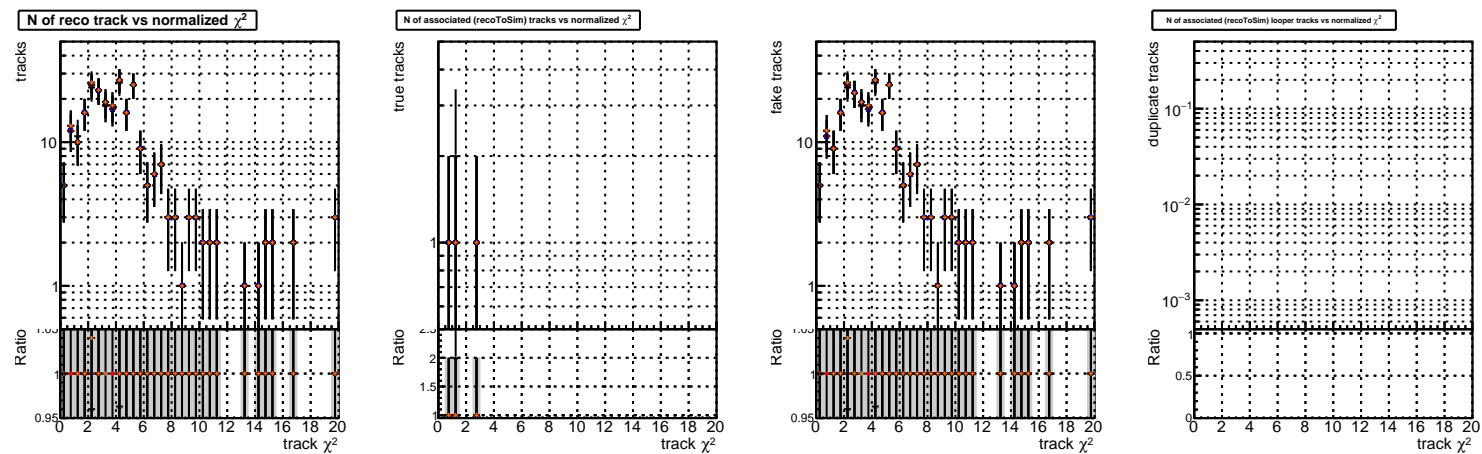 N of reco track vs normalized χ²
tracks
10
1
Ratio
1.05
1
0.95
0 2 4 6 8 10 12 14 16 18 20
track χ²
N of associated (recoToSim) tracks vs normalized χ²
true tracks
1
Ratio
2.5
2
1.5
1
0 2 4 6 8 10 12 14 16 18 20
track χ²
fake tracks
10
1
Ratio
1.05
1
0.95
0 2 4 6 8 10 12 14 16 18 20
track χ²
N of associated (recoToSim) looper tracks vs normalized χ²
duplicate tracks
10⁻¹
10⁻²
10⁻³
Ratio
1
0.5
0
0 2 4 6 8 10 12 14 16 18 20
track χ²